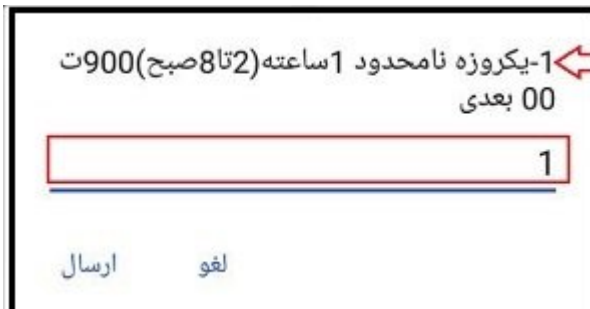 1-یکروزه نامحدود 1ساعته(2تا8صبح)900ت
00 بعدی
1
لغو ارسال